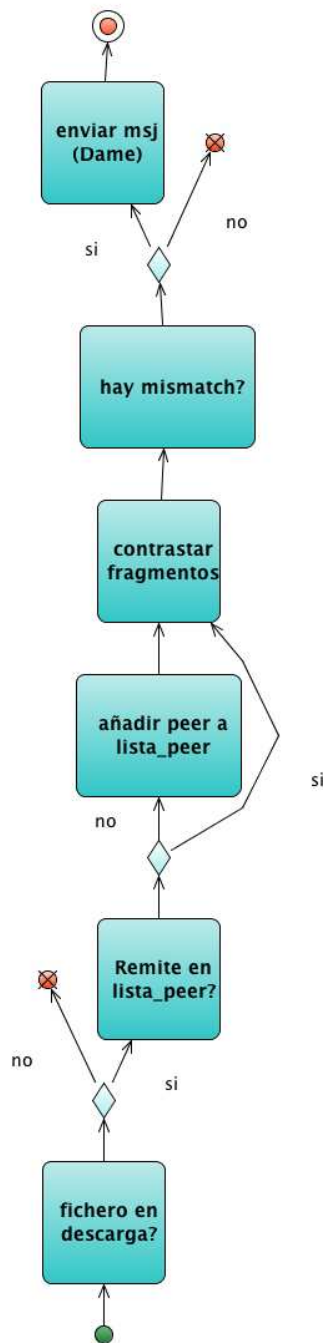 enviar msj
(Dame)
si
no
hay mismatch?
contrastar
fragmentos
añadir peer a
lista_peer
no
si
Remite en
lista_peer?
no
si
fichero en
descarga?